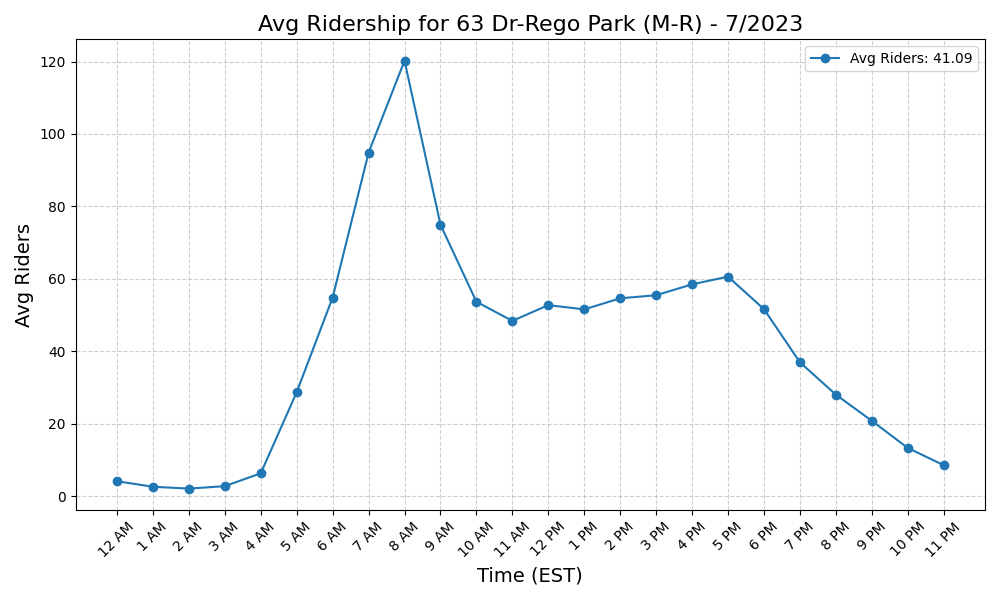 Avg Ridership for 63 Dr-Rego Park (M-R) - 7/2023
Avg Riders: 41.09
Avg Riders
120
100
80
60
40
20
0
12 AM
1 AM
2 AM
3 AM
4 AM
5 AM
6 AM
7 AM
8 AM
9 AM
10 AM
11 AM
12 PM
1 PM
2 PM
3 PM
4 PM
5 PM
6 PM
7 PM
8 PM
9 PM
10 PM
11 PM
Time (EST)